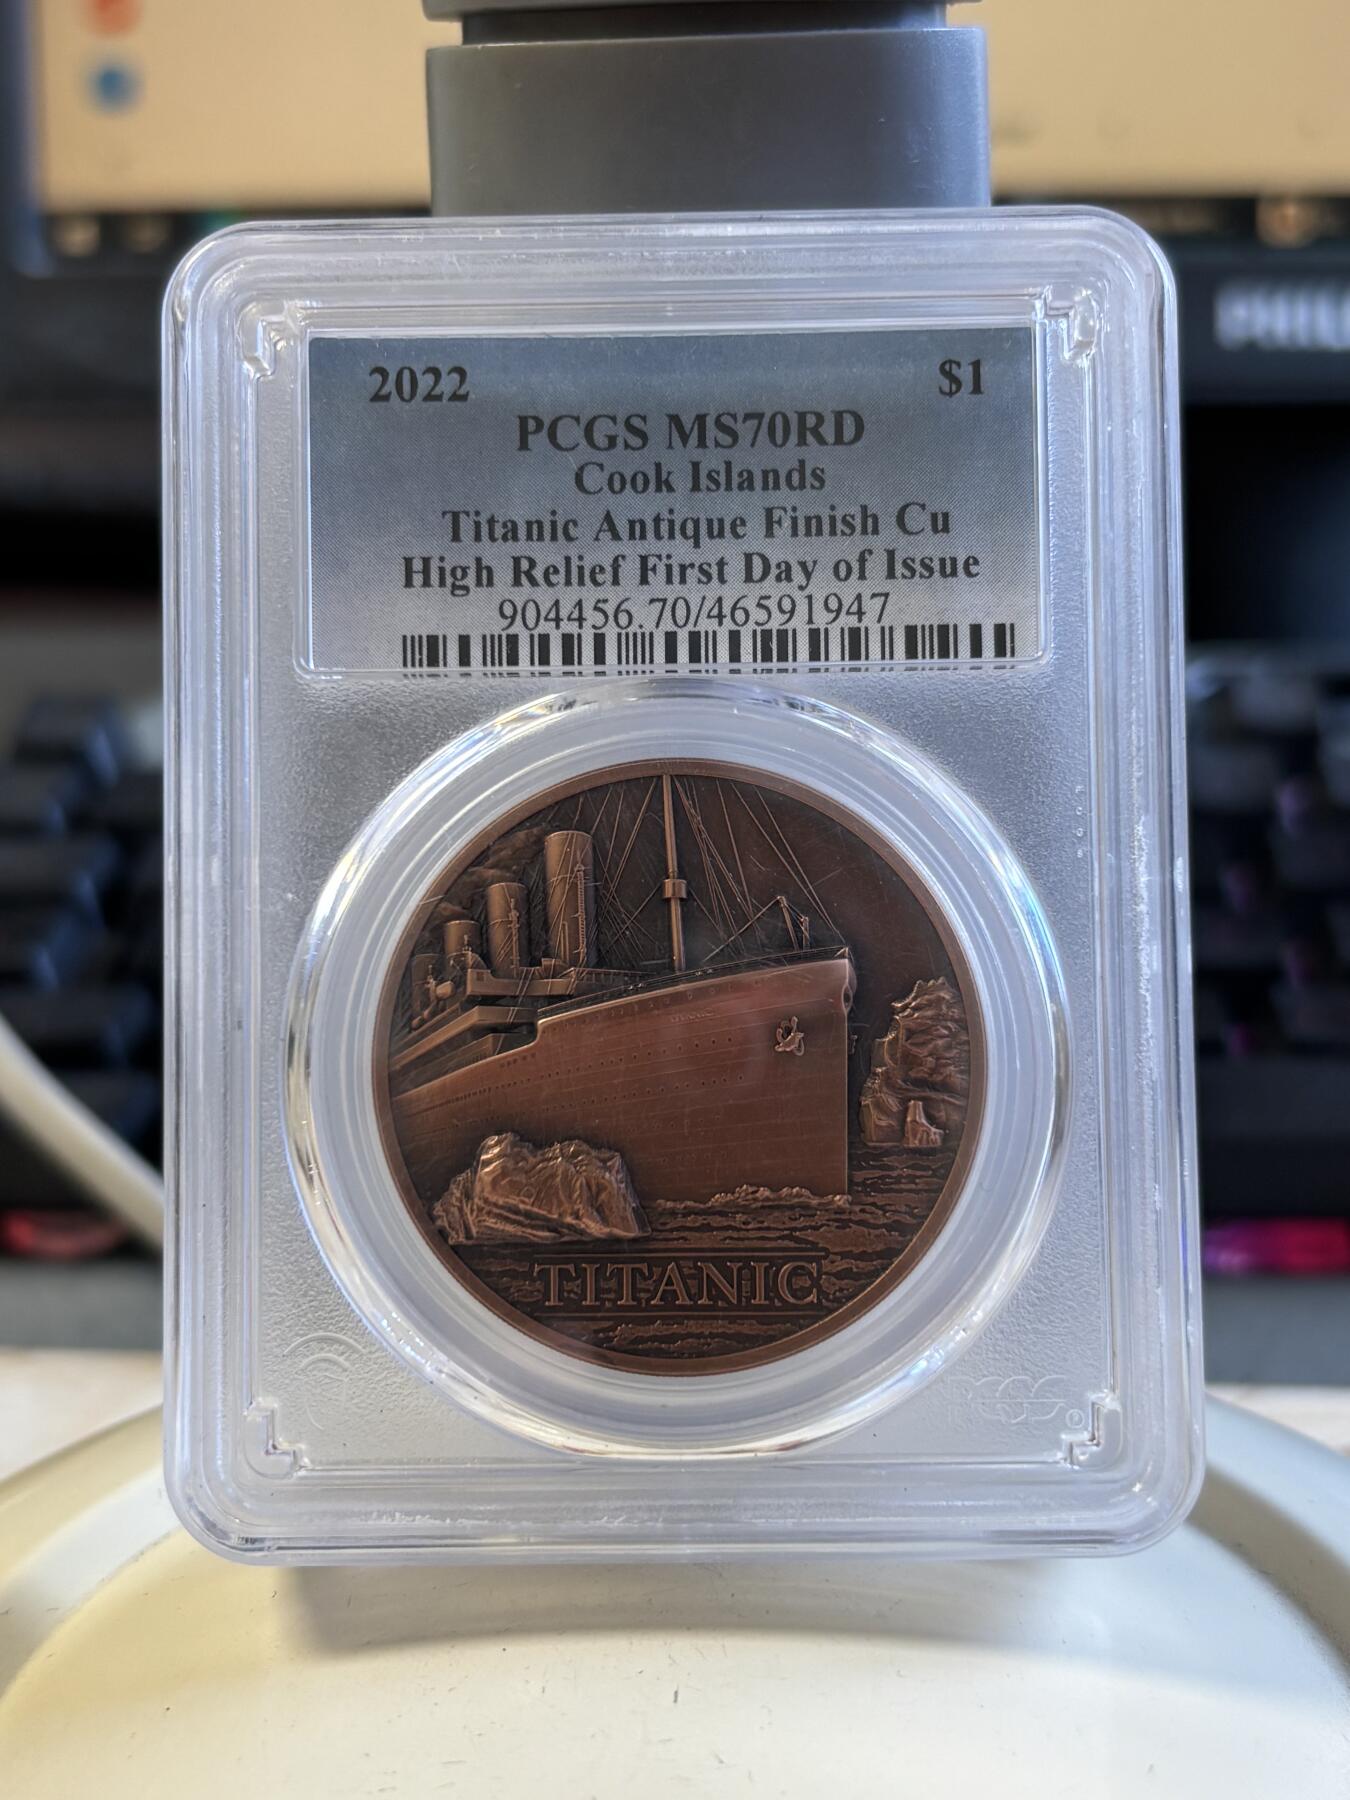 2022 $1
PCGS MS70RD
Cook Islands
Titanic Antique Finish Cu
High Relief First Day of Issue
904456.70/46591947
TITANIC
PCGS